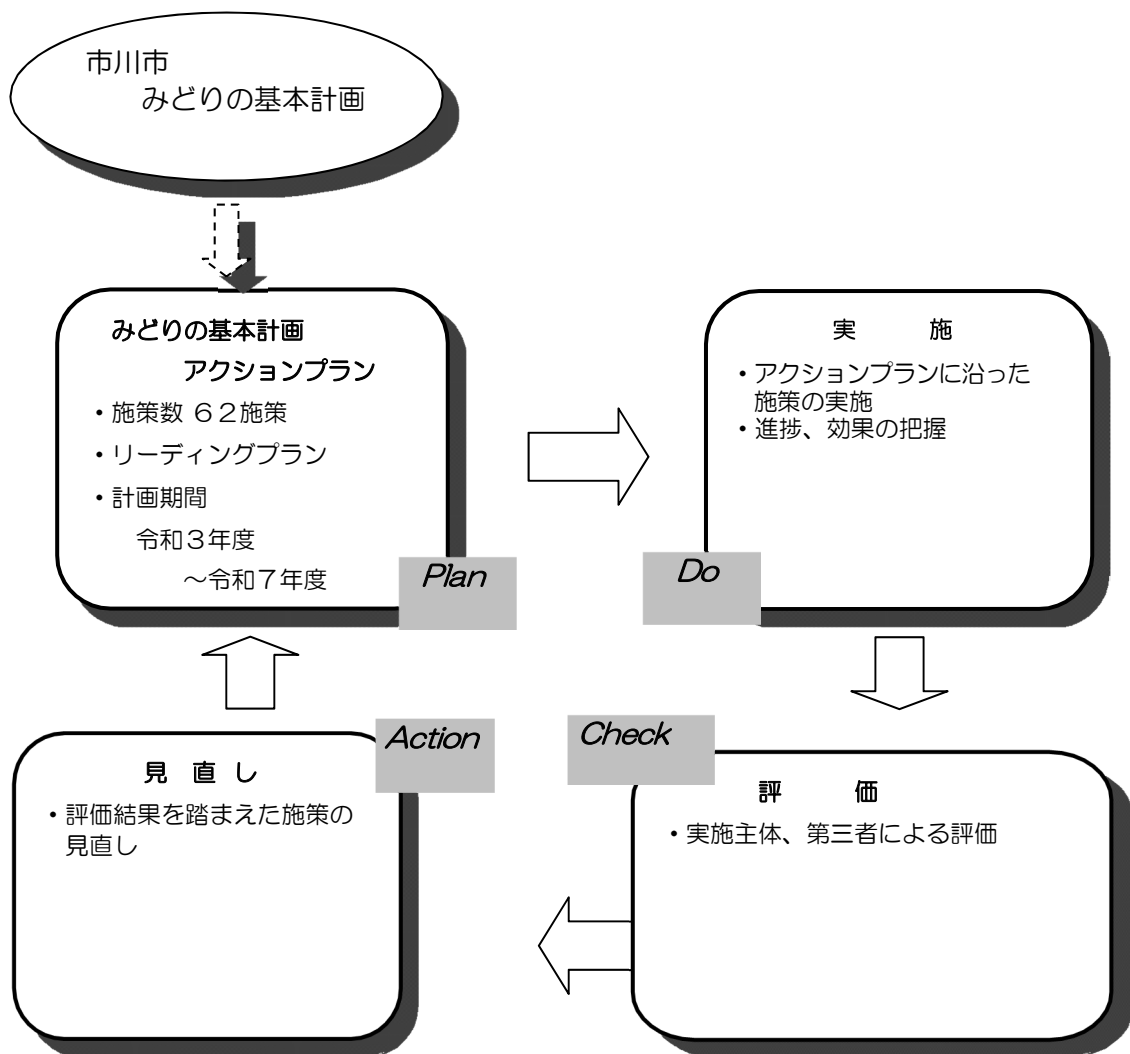 市川市
みどりの基本計画
みどりの基本計画
アクションプラン
・施策数 62施策
・リーディングプラン
・計画期間
令和3年度
～令和7年度
Plan
実 施
・アクションプランに沿った
施策の実施
・進捗、効果の把握
Do
Check
評 価
・実施主体、第三者による評価
Action
見 直 し
・評価結果を踏まえた施策の
見直し